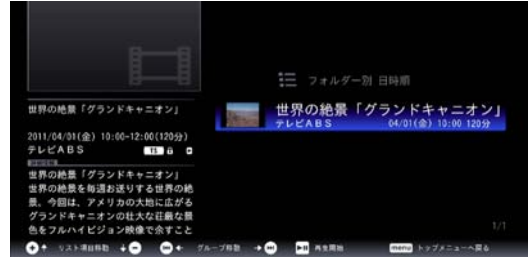 フォルダー別 日時順
世界の絶景「グランドキャニオン」
テレビABS 04/01(金) 10:00 120分
世界の絶景「グランドキャニオン」
2011/04/01(金) 10:00-12:00(120分)
テレビABS
詳細情報
世界の絶景「グランドキャニオン」
世界の絶景を毎週お送りする世界の絶
景。今回は、アメリカの大地に広がる
グランドキャニオンの壮大な荘厳な景
色をフルハイビジョン映像で余すこと
1/1
リスト項目移動 グループ移動 再生開始 menu トップメニューへ戻る